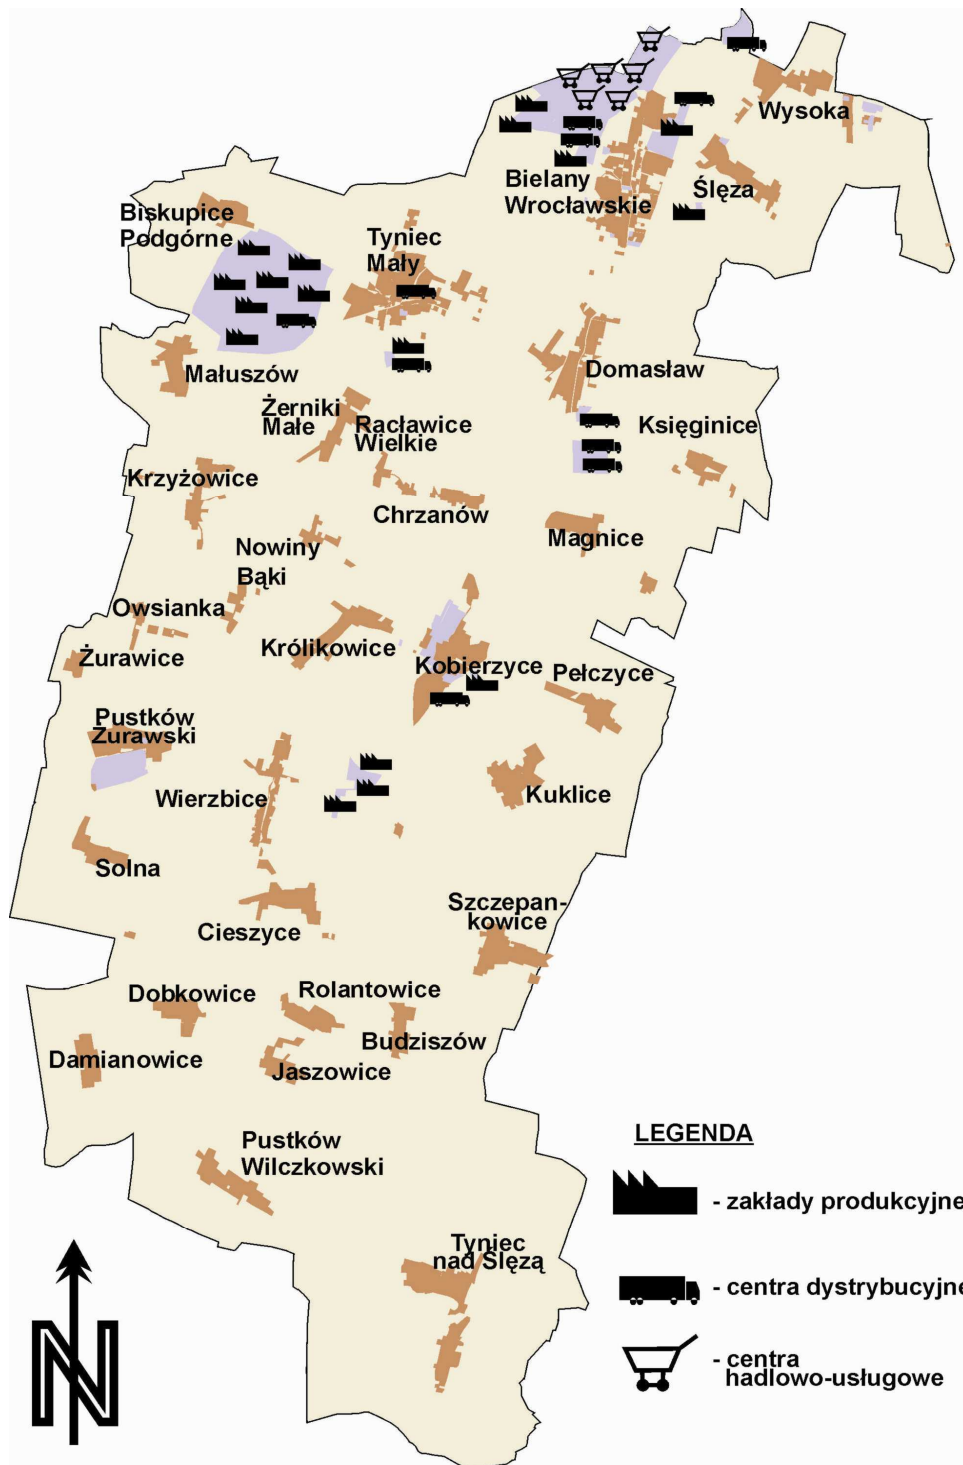 Wysoka
Bielany
Wrocławskie
Ślęza
Biskupice
Podgórne
Tyniec
Mały
Domasław
Małuszów
Żerniki
Małe
Racławice
Wielkie
Księginice
Krzyżowice
Chrzanów
Magnice
Nowiny
Bąki
Owsianka
Królikowice
Żurawice
Kobierzyce
Pełczyce
Pustków
Żurawski
Wierzbice
Kuklice
Solna
Szczepan-
kowice
Cieszyce
Dobkowice
Rolantowice
Budziszów
Damianowice
Jaszowice
Pustków
Wilczkowski
Tyniec
nad Ślęzą
LEGENDA
- zakłady produkcyjne
- centra dystrybucyjne
- centra
hadlowo-usługowe
N